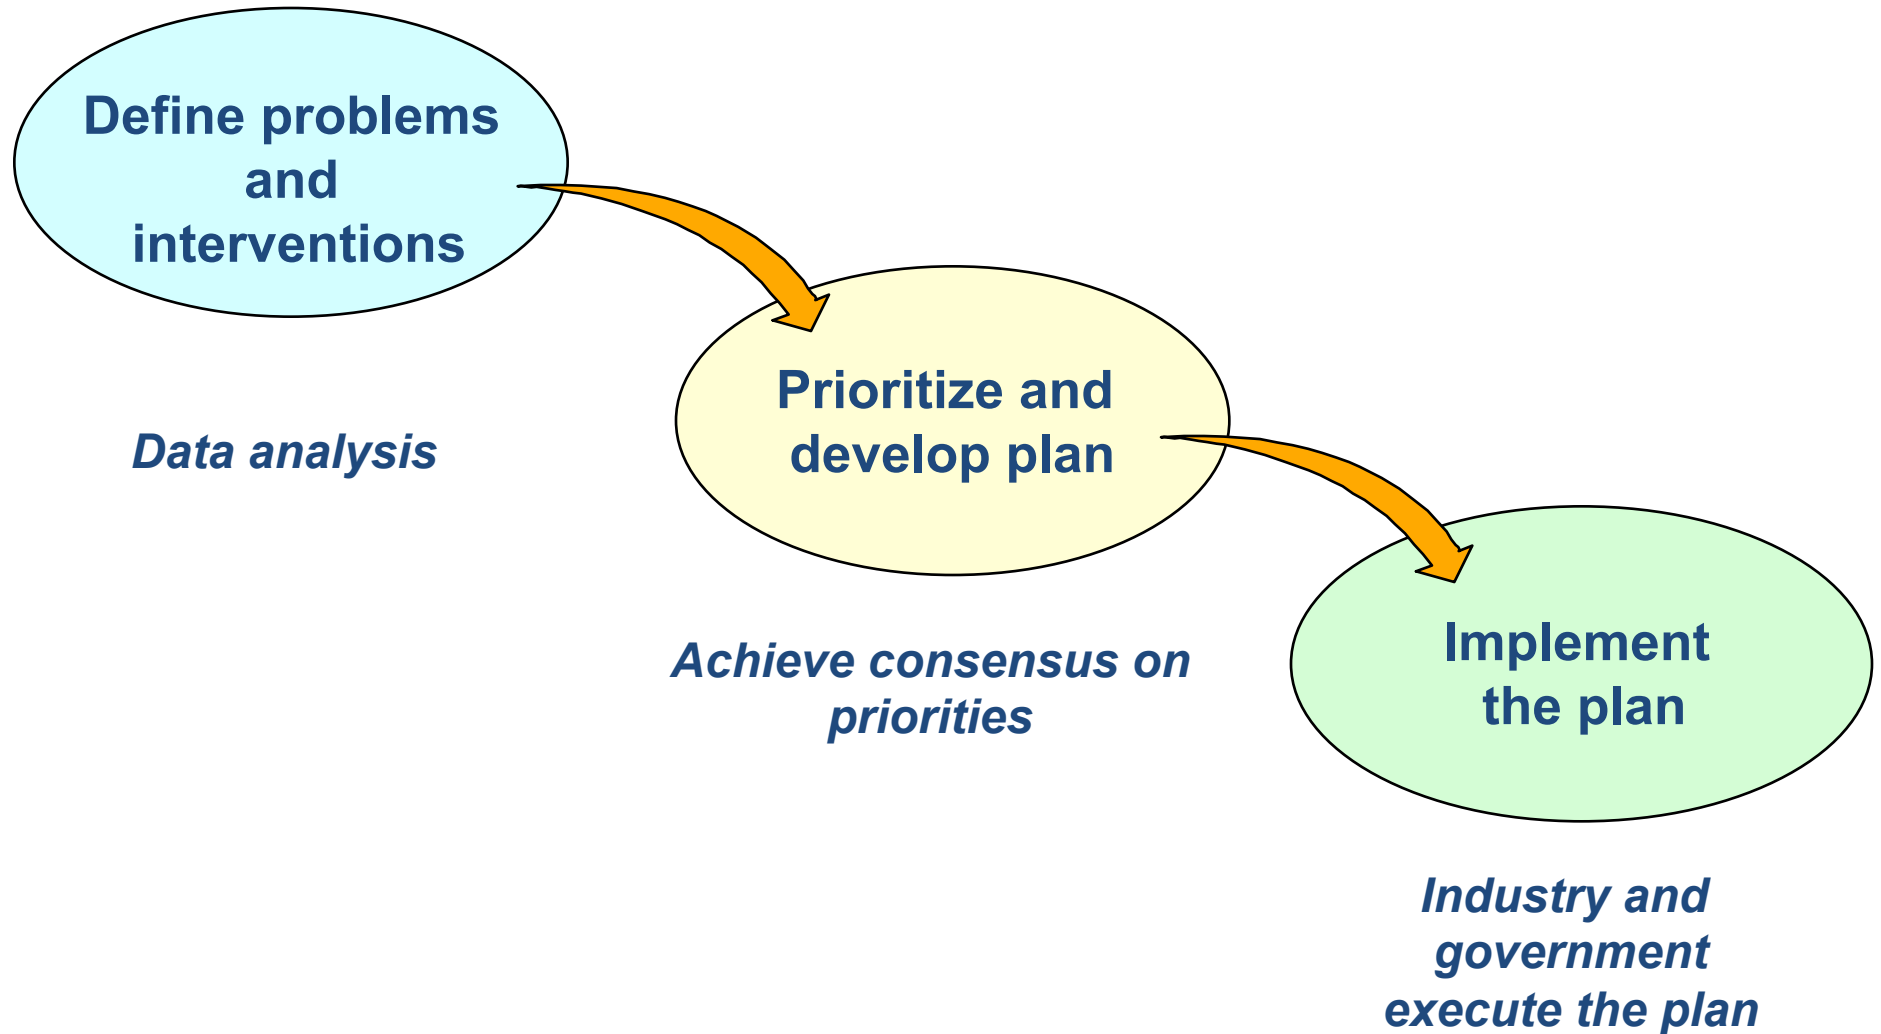 Define problems
and
interventions
Data analysis
Prioritize and
develop plan
Achieve consensus on
priorities
Implement
the plan
Industry and
government
execute the plan